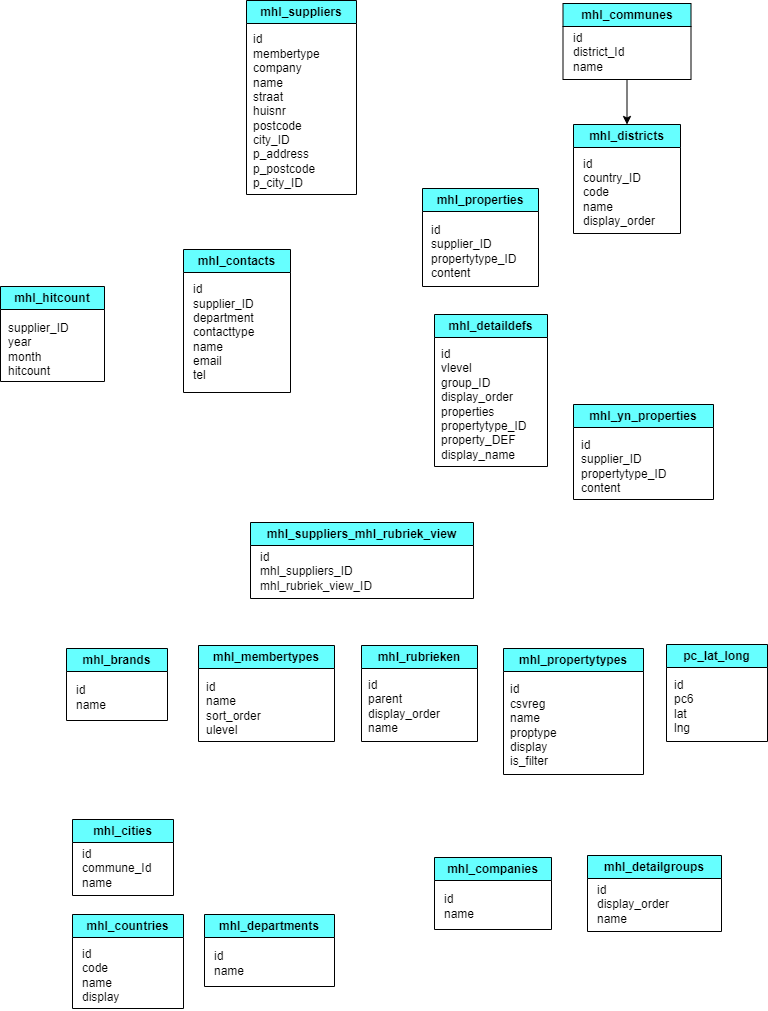 mhl_suppliers
id
membertype
company
name
straat
huisnr
postcode
city_ID
p_address
p_postcode
p_city_ID
mhl_communes
id
district_Id
name
mhl_districts
id
country_ID
code
name
display_order
mhl_properties
id
supplier_ID
propertytype_ID
content
mhl_contacts
id
supplier_ID
department
contacttype
name
email
tel
mhl_hitcount
supplier_ID
year
month
hitcount
mhl_detaildefs
id
vlevel
group_ID
display_order
properties
propertytype_ID
property_DEF
display_name
mhl_yn_properties
id
supplier_ID
propertytype_ID
content
mhl_suppliers_mhl_rubriek_view
id
mhl_suppliers_ID
mhl_rubriek_view_ID
mhl_brands
id
name
mhl_membertypes
id
name
sort_order
ulevel
mhl_rubrieken
id
parent
display_order
name
mhl_propertytypes
id
csvreg
name
proptype
display
is_filter
pc_lat_long
id
pc6
lat
lng
mhl_cities
id
commune_Id
name
mhl_companies
id
name
mhl_detailgroups
id
display_order
name
mhl_countries
id
code
name
display
mhl_departments
id
name